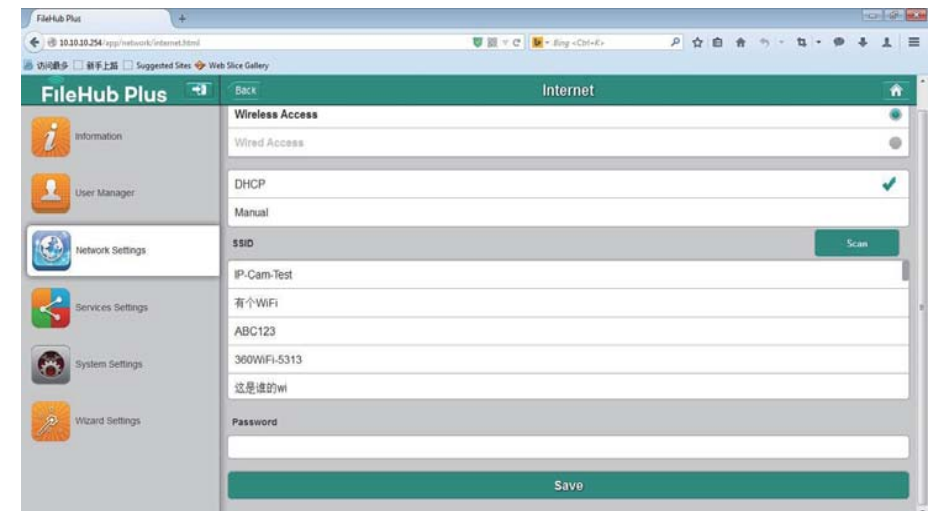 FileHub Plus
10.10.10.254/app/network/internet.html
Bing <Ctrl+K>
访问最多 新手上路 Suggested Sites Web Slice Gallery
FileHub Plus
Back
Internet
Information
User Manager
Network Settings
Services Settings
System Settings
Wizard Settings
Wireless Access
Wired Access
DHCP
Manual
SSID
Scan
IP-Cam-Test
有个WiFi
ABC123
360WiFi-5313
这是谁的wi
Password
Save